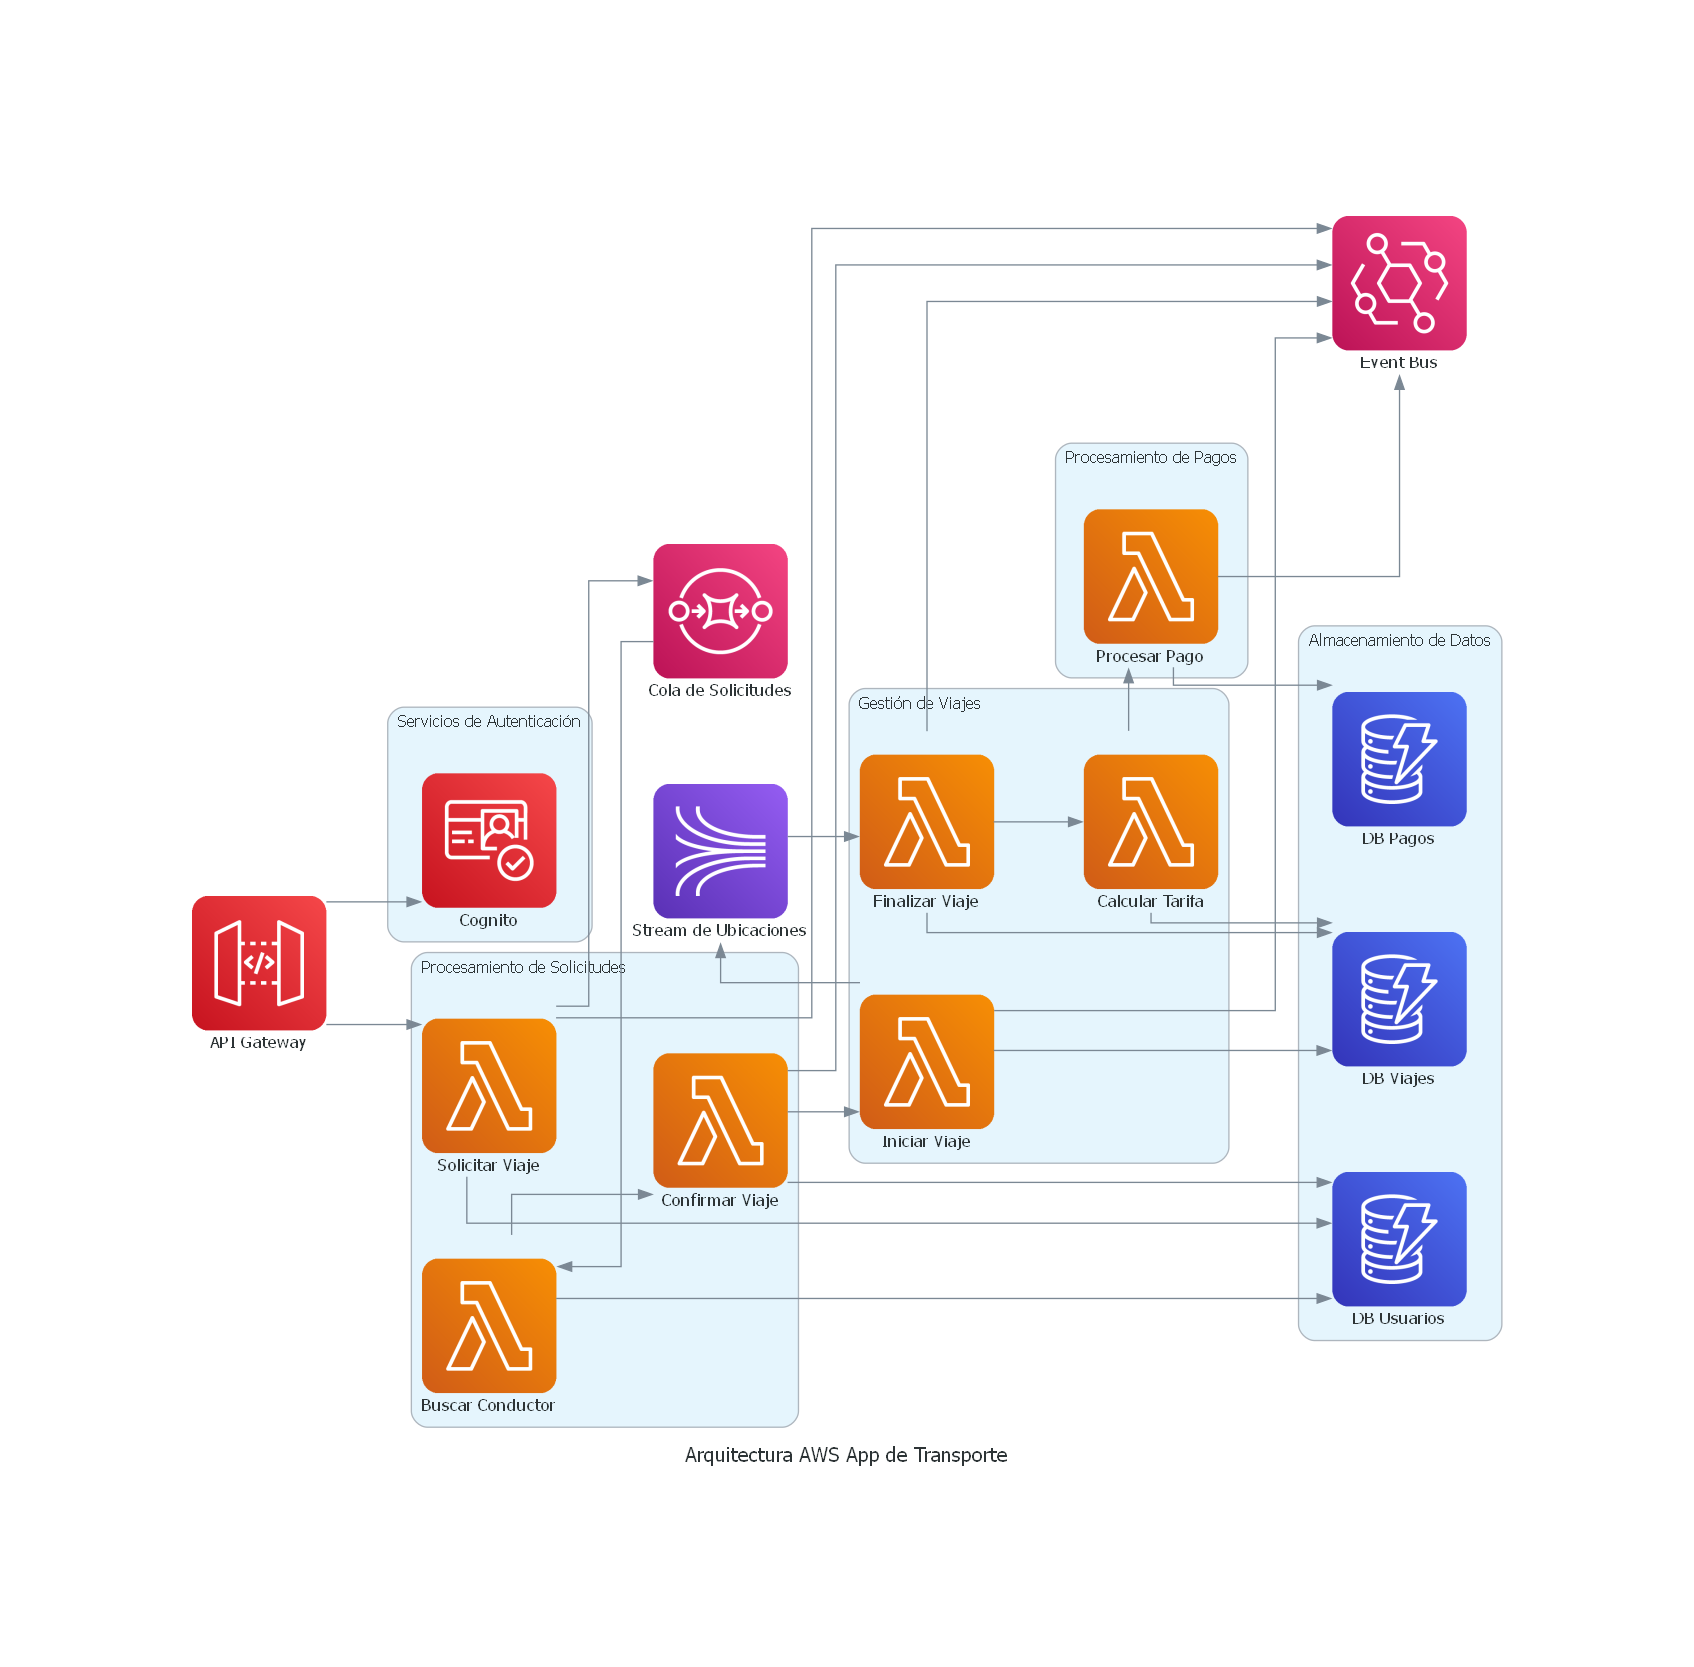 Event Bus
Procesamiento de Pagos
Procesar Pago
Almacenamiento de Datos
Cola de Solicitudes
Gestión de Viajes
Servicios de Autenticación
DB Pagos
Finalizar Viaje
Calcular Tarifa
Cognito
Stream de Ubicaciones
Procesamiento de Solicitudes
API Gateway
DB Viajes
Iniciar Viaje
Solicitar Viaje
Confirmar Viaje
DB Usuarios
Buscar Conductor
Arquitectura AWS App de Transporte